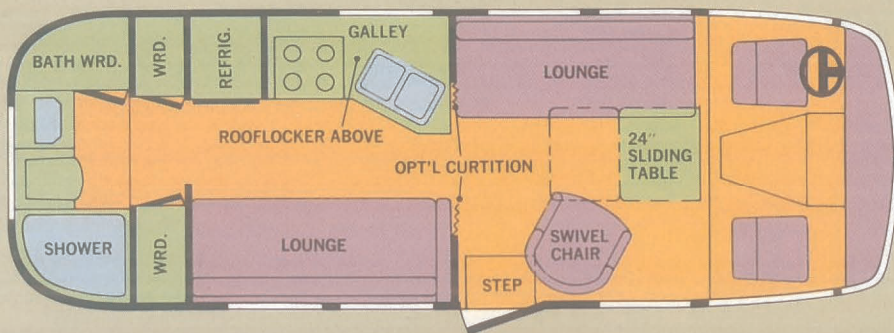 BATH WRD.
WRD.
REFRIG.
GALLEY
LOUNGE
ROOFLOCKER ABOVE
OPT'L CURTITION
24"
SLIDING
TABLE
SHOWER
WRD.
LOUNGE
STEP
SWIVEL
CHAIR